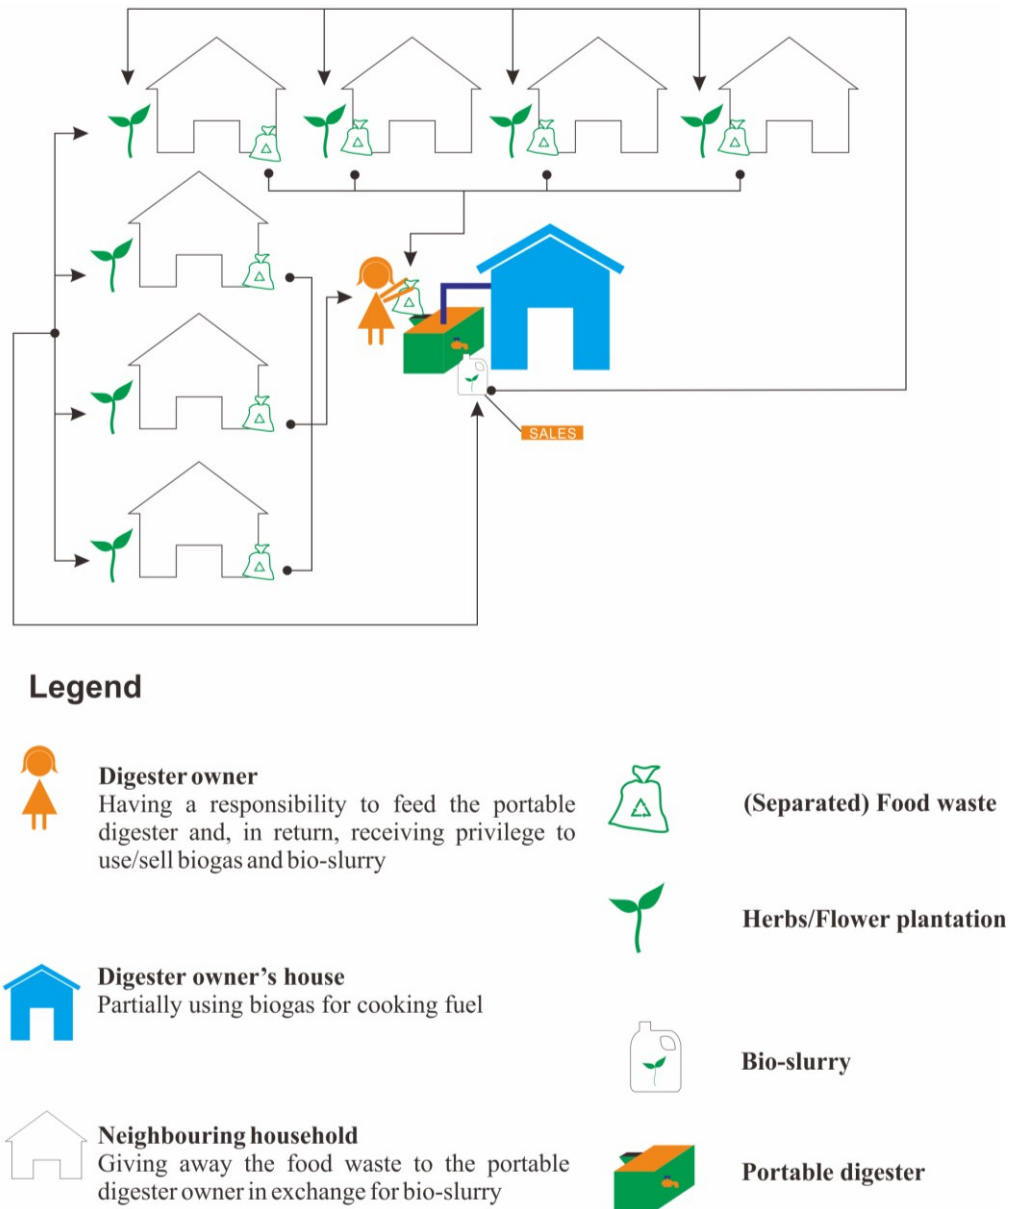 SALES
Legend
Digester owner
Having a responsibility to feed the portable
digester and, in return, receiving privilege to
use/sell biogas and bio-slurry
Digester owner's house
Partially using biogas for cooking fuel
Neighbouring household
Giving away the food waste to the portable
digester owner in exchange for bio-slurry
(Separated) Food waste
Herbs/Flower plantation
Bio-slurry
Portable digester